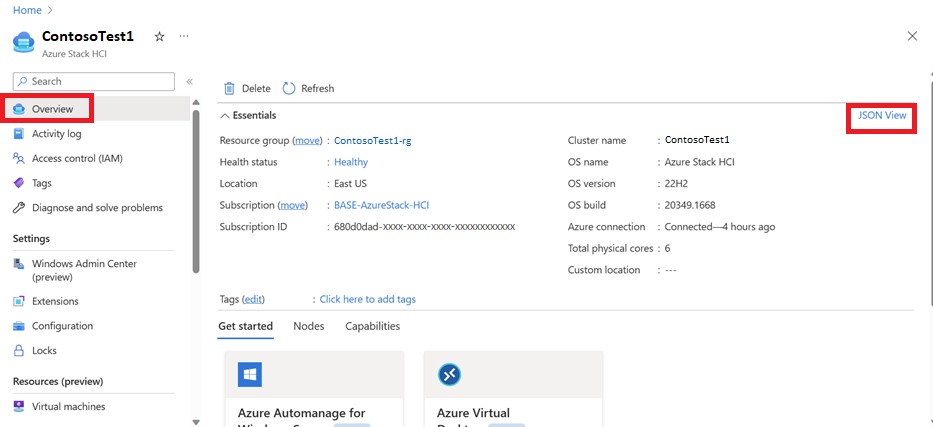 Home >
ContosoTest1
Azure Stack HCI
Search
Overview
Activity log
Access control (IAM)
Tags
Diagnose and solve problems
Settings
Windows Admin Center
(preview)
Extensions
Configuration
Locks
Resources (preview)
Virtual machines
Delete
Refresh
Essentials
JSON View
Resource group (move) : ContosoTest1-rg
Health status : Healthy
Location : East US
Subscription (move) : BASE-AzureStack-HCI
Subscription ID : 680d0dad-xxxx-xxxx-xxxx-xxxxxxxxxxxx
Cluster name : ContosoTest1
OS name : Azure Stack HCI
OS version : 22H2
OS build : 20349.1668
Azure connection : Connected—4 hours ago
Total physical cores : 6
Custom location : ---
Tags (edit) : Click here to add tags
Get started
Nodes
Capabilities
Azure Automanage for
Azure Virtual